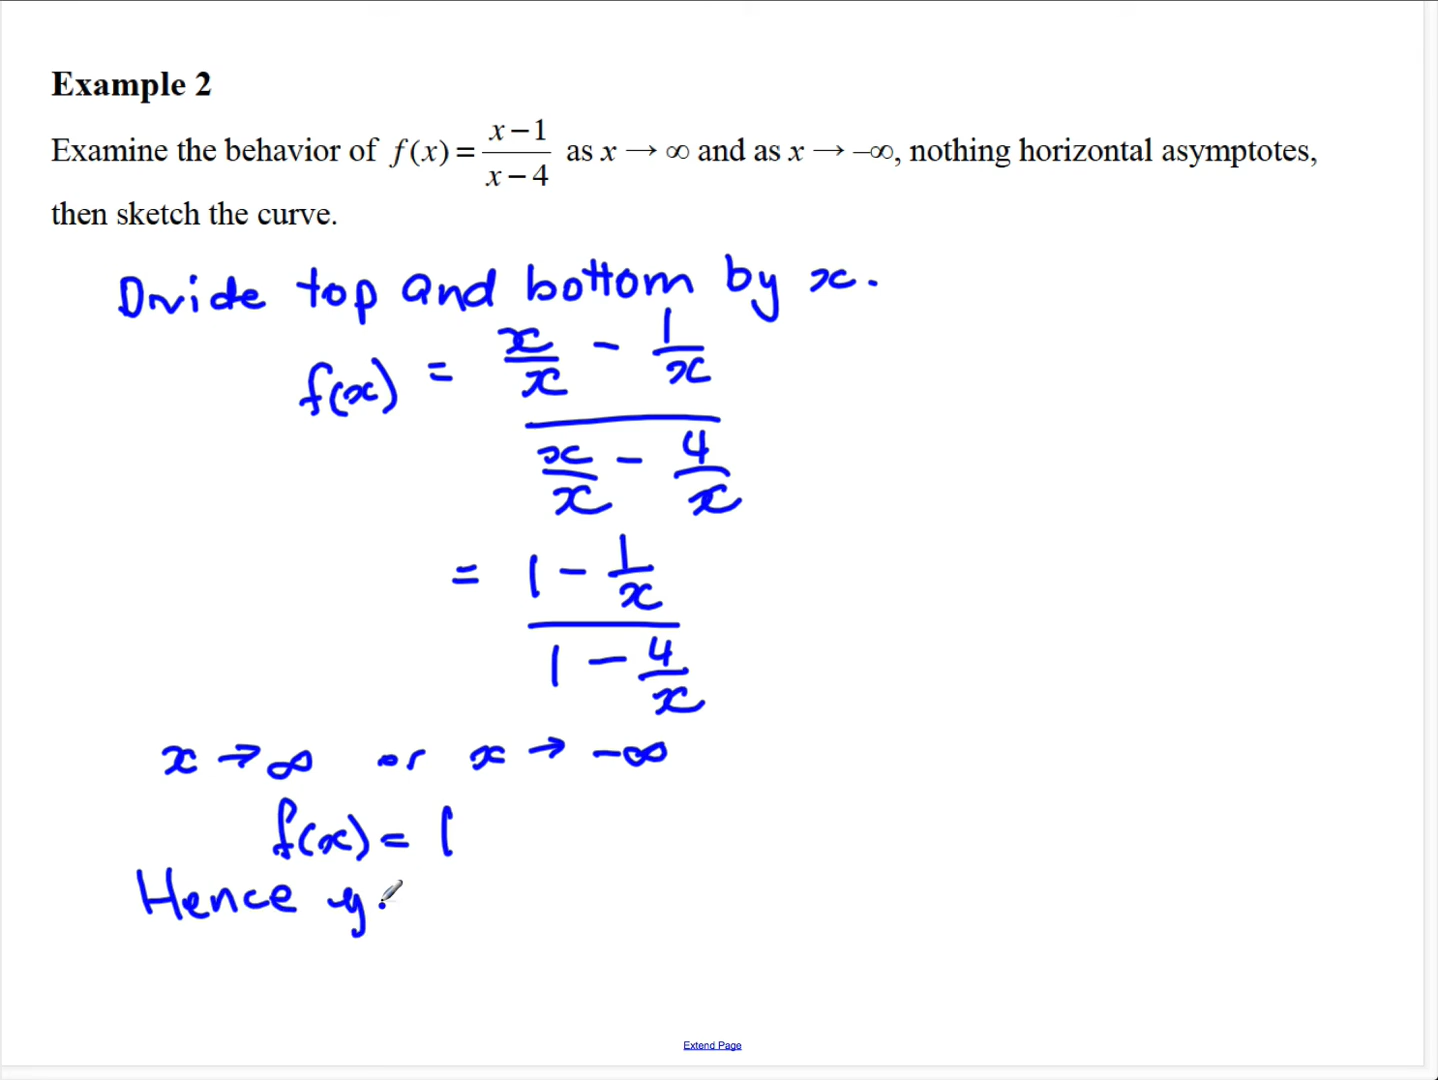 Example 2
Examine the behavior of f(x) = (x − 1)/(x − 4) as x → ∞ and as x → −∞, nothing horizontal asymptotes,
then sketch the curve.
Divide top and bottom by x.
f(x) = (x/x − 1/x)/(x/x − 4/x)
= (1 − 1/x)/(1 − 4/x)
x → ∞ or x → −∞
f(x) = 1
Hence y
Extend Page